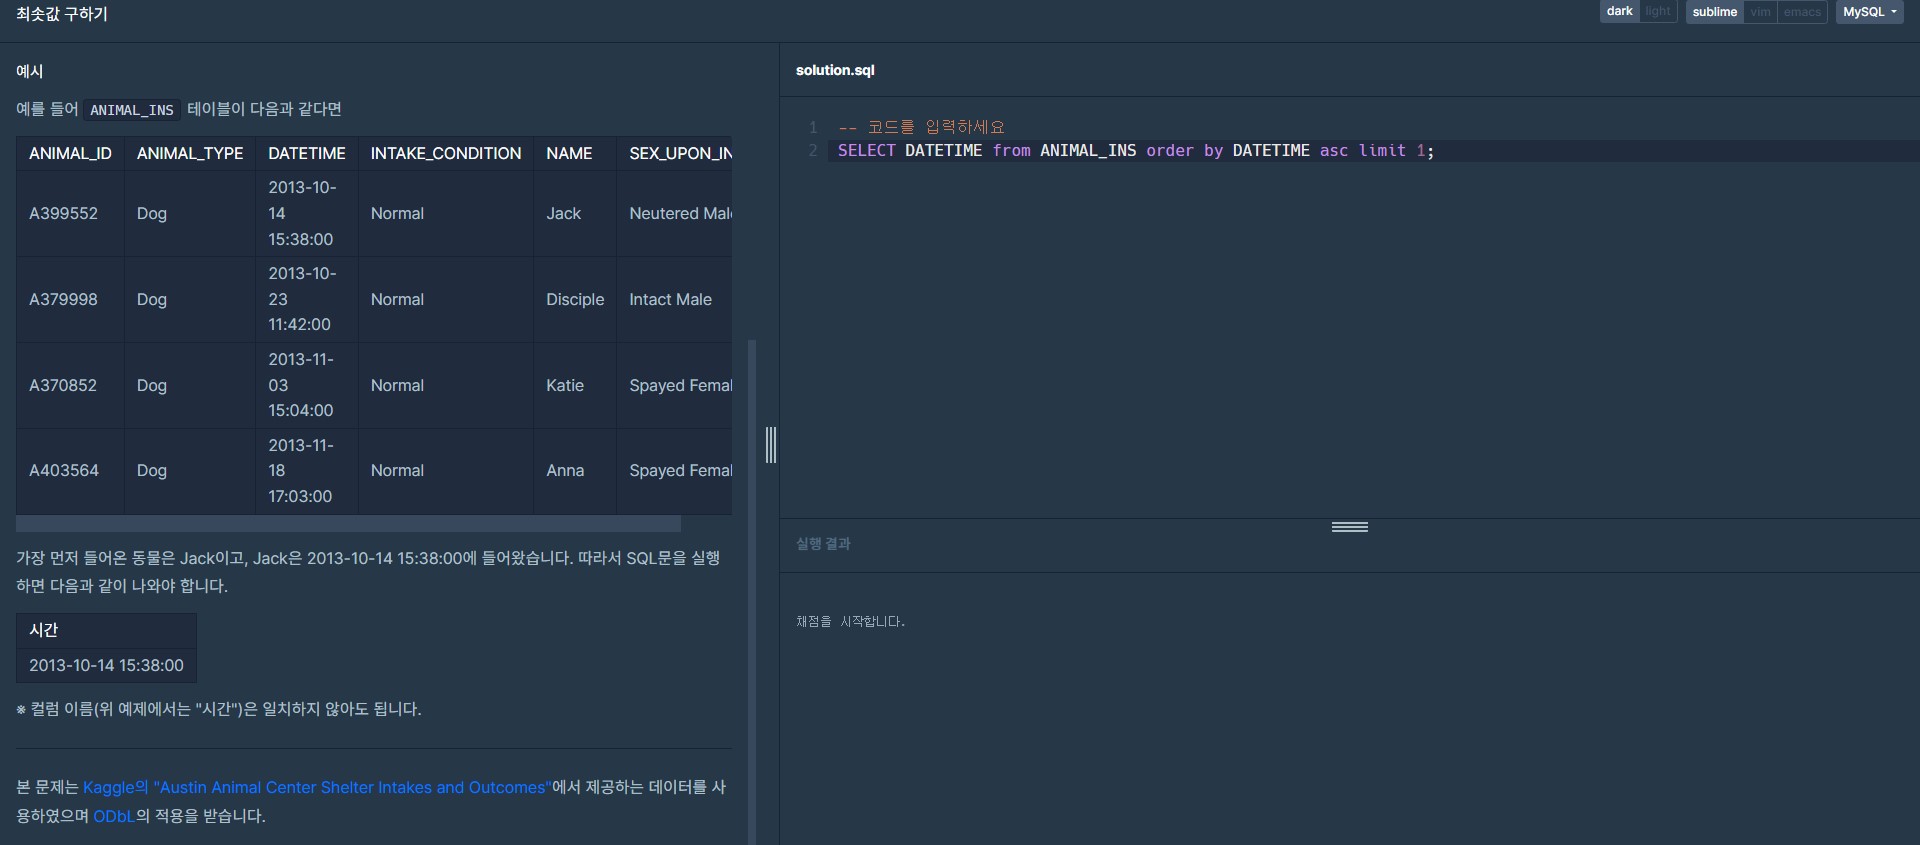 최솟값 구하기
dark light sublime vim emacs MySQL
예시
예를 들어 ANIMAL_INS 테이블이 다음과 같다면
ANIMAL_ID ANIMAL_TYPE DATETIME INTAKE_CONDITION NAME SEX_UPON_IN
A399552 Dog 2013-10-14 15:38:00 Normal Jack Neutered Mal
A379998 Dog 2013-10-23 11:42:00 Normal Disciple Intact Male
A370852 Dog 2013-11-03 15:04:00 Normal Katie Spayed Femal
A403564 Dog 2013-11-18 17:03:00 Normal Anna Spayed Femal
가장 먼저 들어온 동물은 Jack이고, Jack은 2013-10-14 15:38:00에 들어왔습니다. 따라서 SQL문을 실행
하면 다음과 같이 나와야 합니다.
시간
2013-10-14 15:38:00
※ 컬럼 이름(위 예제에서는 "시간")은 일치하지 않아도 됩니다.
본 문제는 Kaggle의 "Austin Animal Center Shelter Intakes and Outcomes"에서 제공하는 데이터를 사
용하였으며 ODbL의 적용을 받습니다.
solution.sql
1 -- 코드를 입력하세요
2 SELECT DATETIME from ANIMAL_INS order by DATETIME asc limit 1;
실행 결과
채점을 시작합니다.